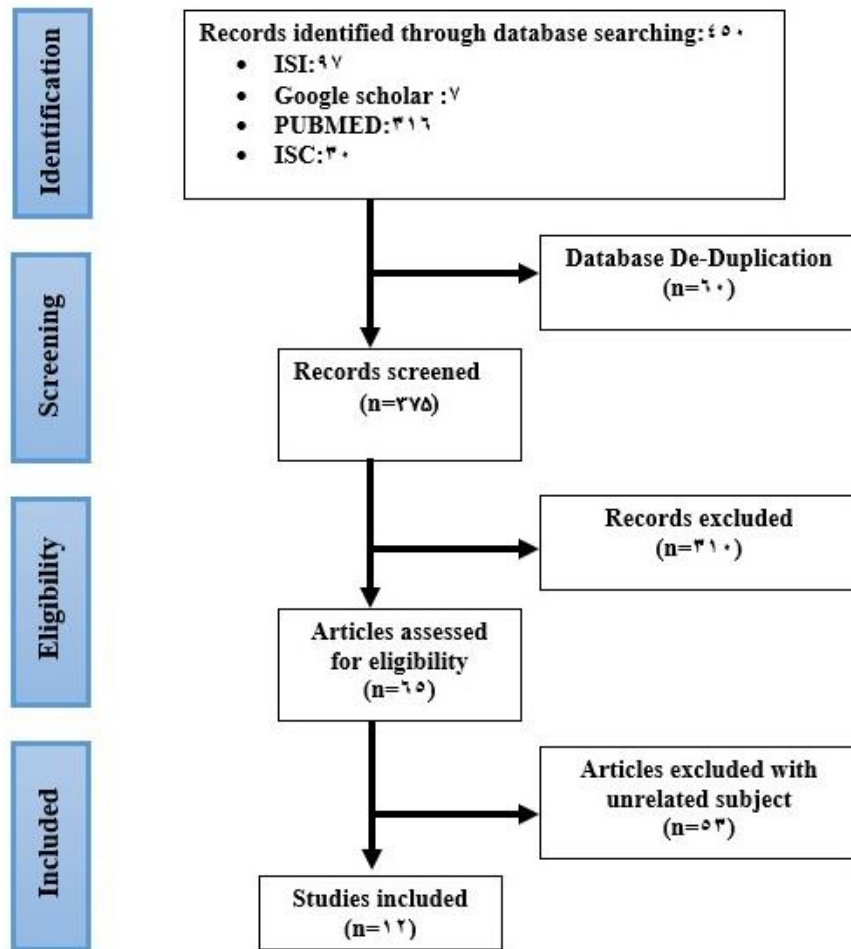 Identification
Records identified through database searching:٤٥٠
• ISI:٩٧
• Google scholar :٧
• PUBMED:٣١٦
• ISC:٣٠
Screening
Database De-Duplication
(n=٦٠)
Records screened
(n=۳۷۵)
Eligibility
Records excluded
(n=٣١٠)
Articles assessed
for eligibility
(n=٦٥)
Included
Articles excluded with
unrelated subject
(n=٥٣)
Studies included
(n=١٢)